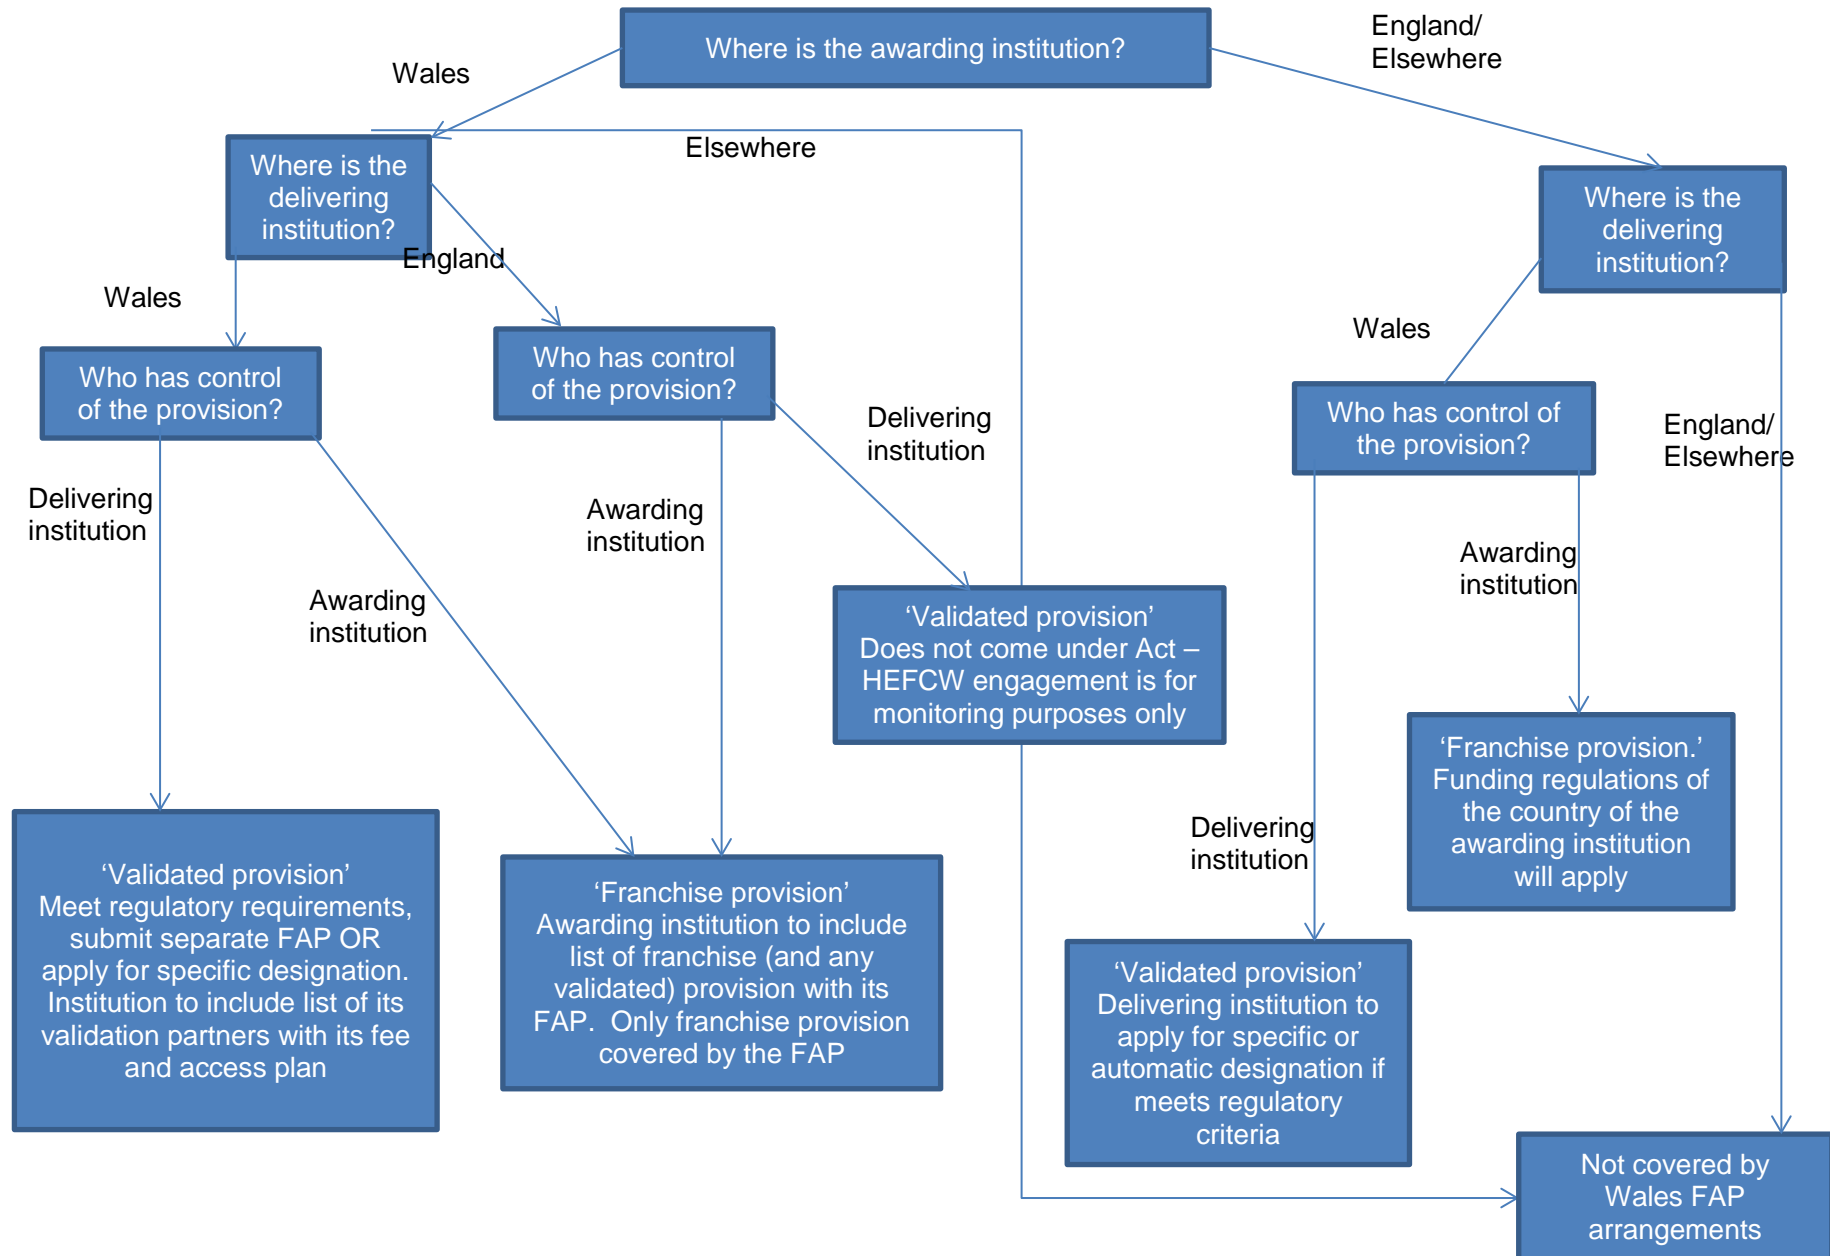 Where is the awarding institution?
England/
Elsewhere
Wales
Elsewhere
Where is the
delivering
institution?
Where is the
delivering
institution?
England
Wales
Wales
Who has control
of the provision?
Who has control
of the provision?
Who has control of
the provision?
Delivering
institution
England/
Elsewhere
Delivering
institution
Awarding
institution
Awarding
institution
Awarding
institution
‘Validated provision’
Does not come under Act –
HEFCW engagement is for
monitoring purposes only
‘Franchise provision.’
Funding regulations of
the country of the
awarding institution
will apply
Delivering
institution
‘Validated provision’
Meet regulatory requirements,
submit separate FAP OR
apply for specific designation.
Institution to include list of its
validation partners with its fee
and access plan
‘Franchise provision’
Awarding institution to include
list of franchise (and any
validated) provision with its
FAP.  Only franchise provision
covered by the FAP
‘Validated provision’
Delivering institution to
apply for specific or
automatic designation if
meets regulatory
criteria
Not covered by
Wales FAP
arrangements